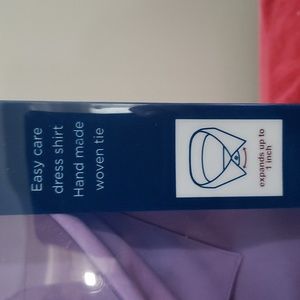 Easy care
dress shirt
Hand made
woven tie
expands up to
1 inch